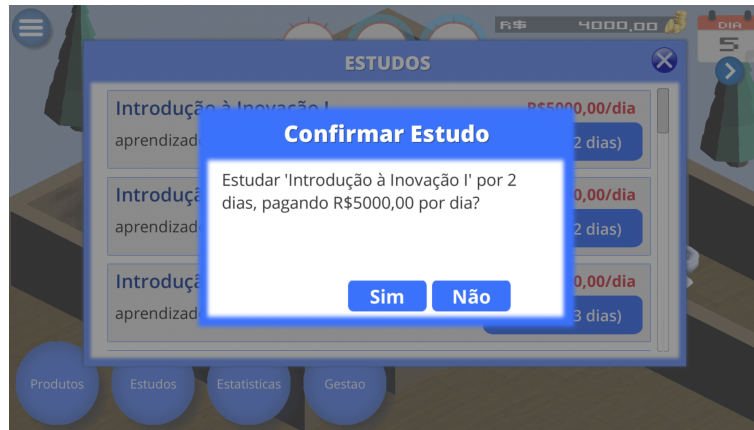 R$ 4000,00
DIA
5
ESTUDOS
Introdução à Inovação I
R$5000,00/dia
aprendizad
2 dias)
Confirmar Estudo
Estudar 'Introdução à Inovação I' por 2
dias, pagando R$5000,00 por dia?
Introduçã
0,00/dia
aprendizad
2 dias)
Introduçã
0,00/dia
aprendizad
3 dias)
Sim
Não
Produtos
Estudos
Estatisticas
Gestao